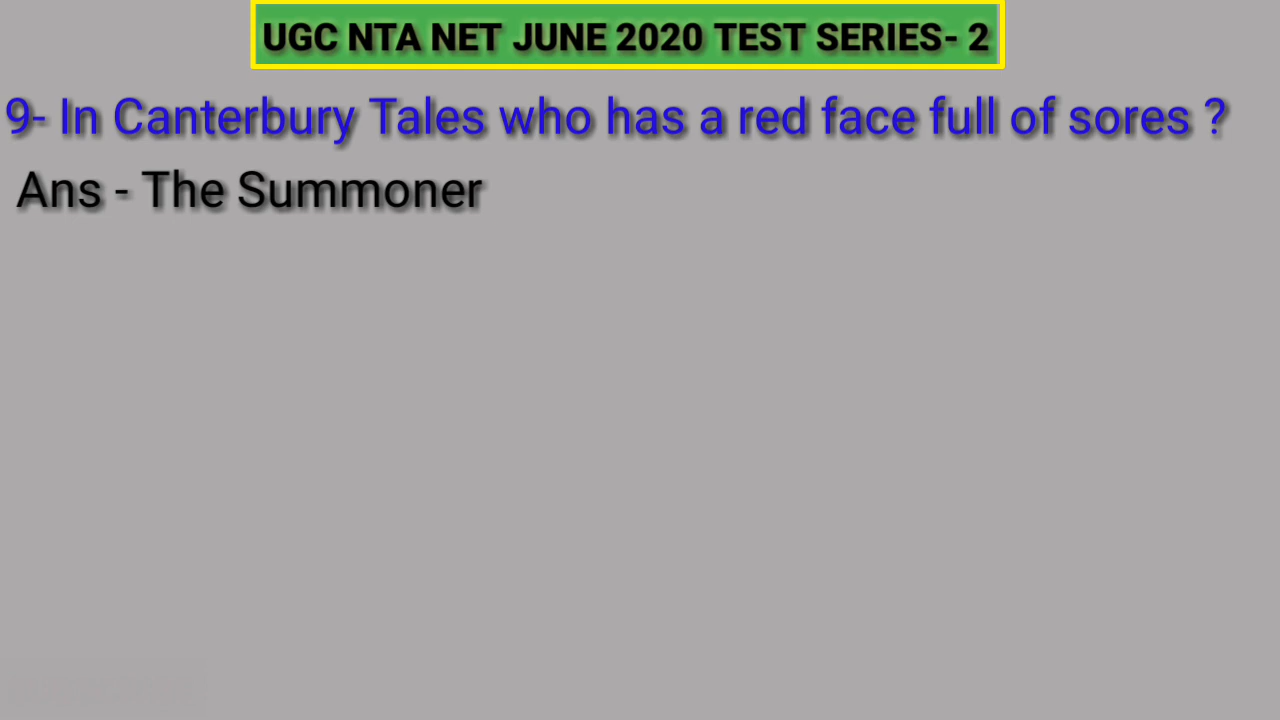 UGC NTA NET JUNE 2020 TEST SERIES- 2
9- In Canterbury Tales who has a red face full of sores ?
Ans - The Summoner